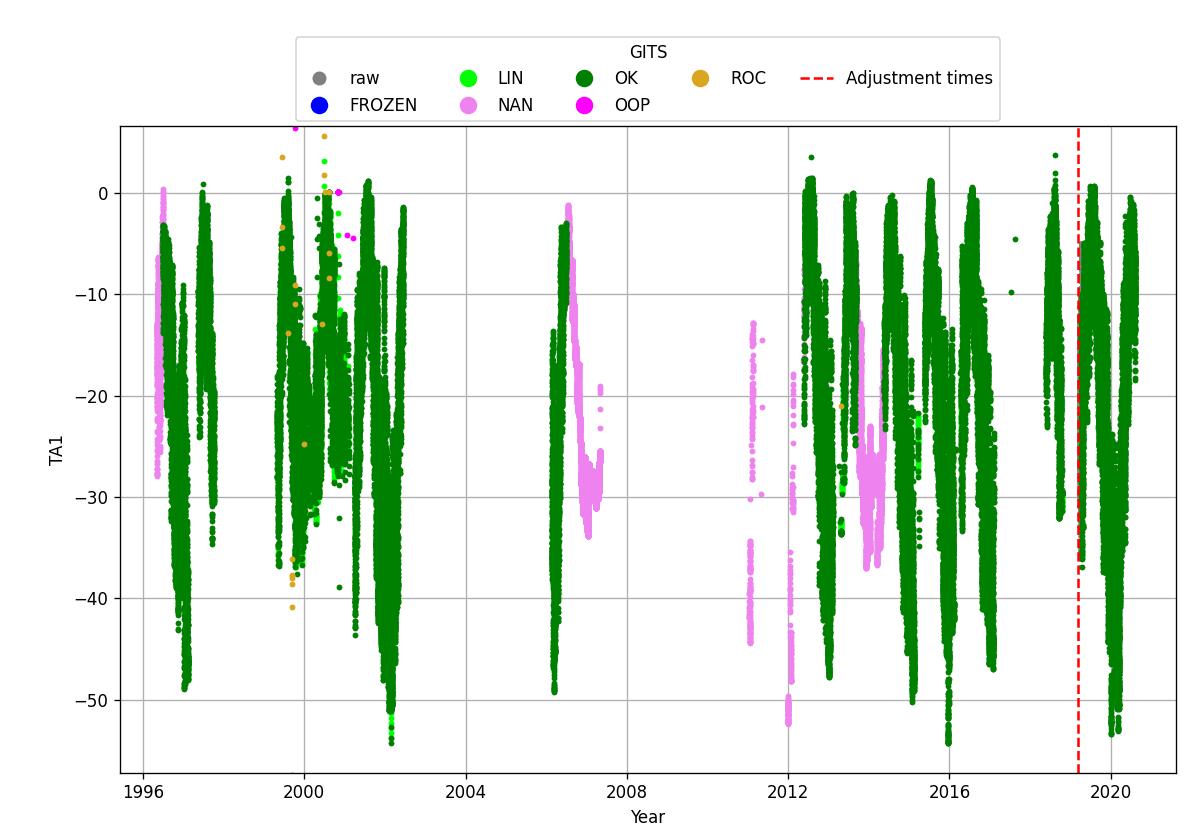 GITS
raw LIN OK ROC Adjustment times
FROZEN NAN OOP
0
−10
−20
−30
−40
−50
TA1
1996 2000 2004 2008 2012 2016 2020
Year